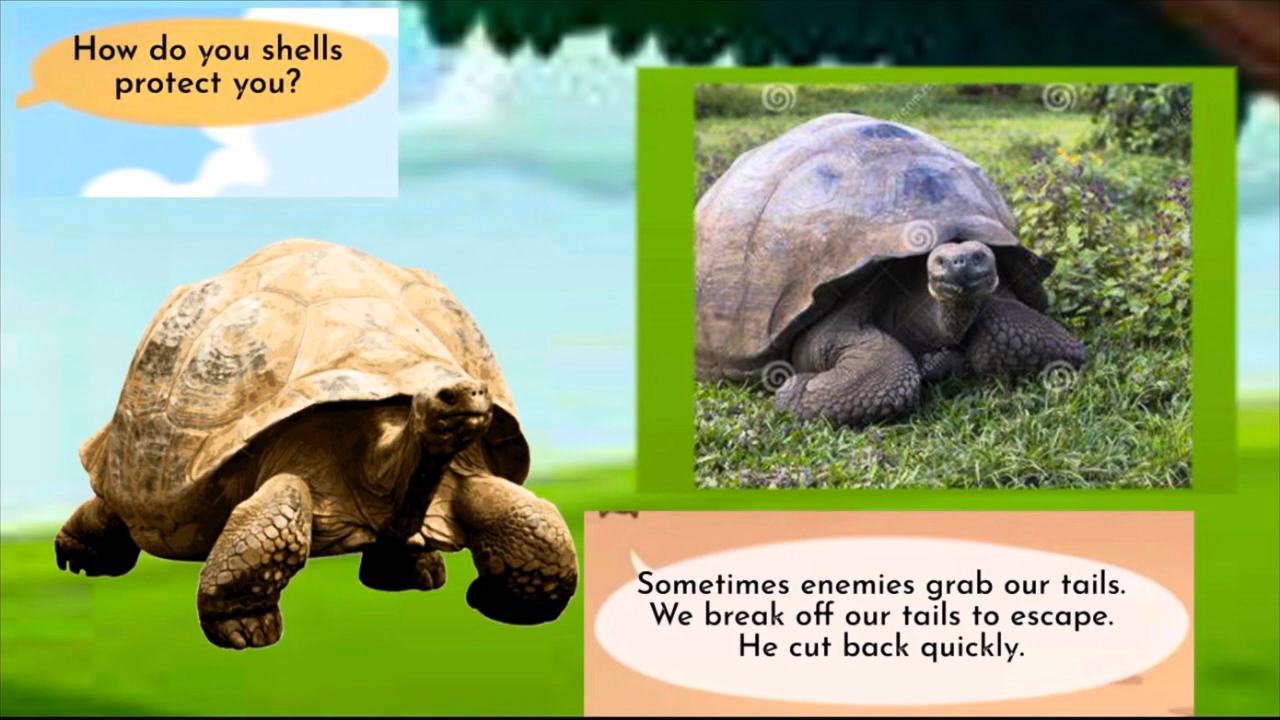 How do you shells
protect you?
Sometimes enemies grab our tails.
We break off our tails to escape.
He cut back quickly.